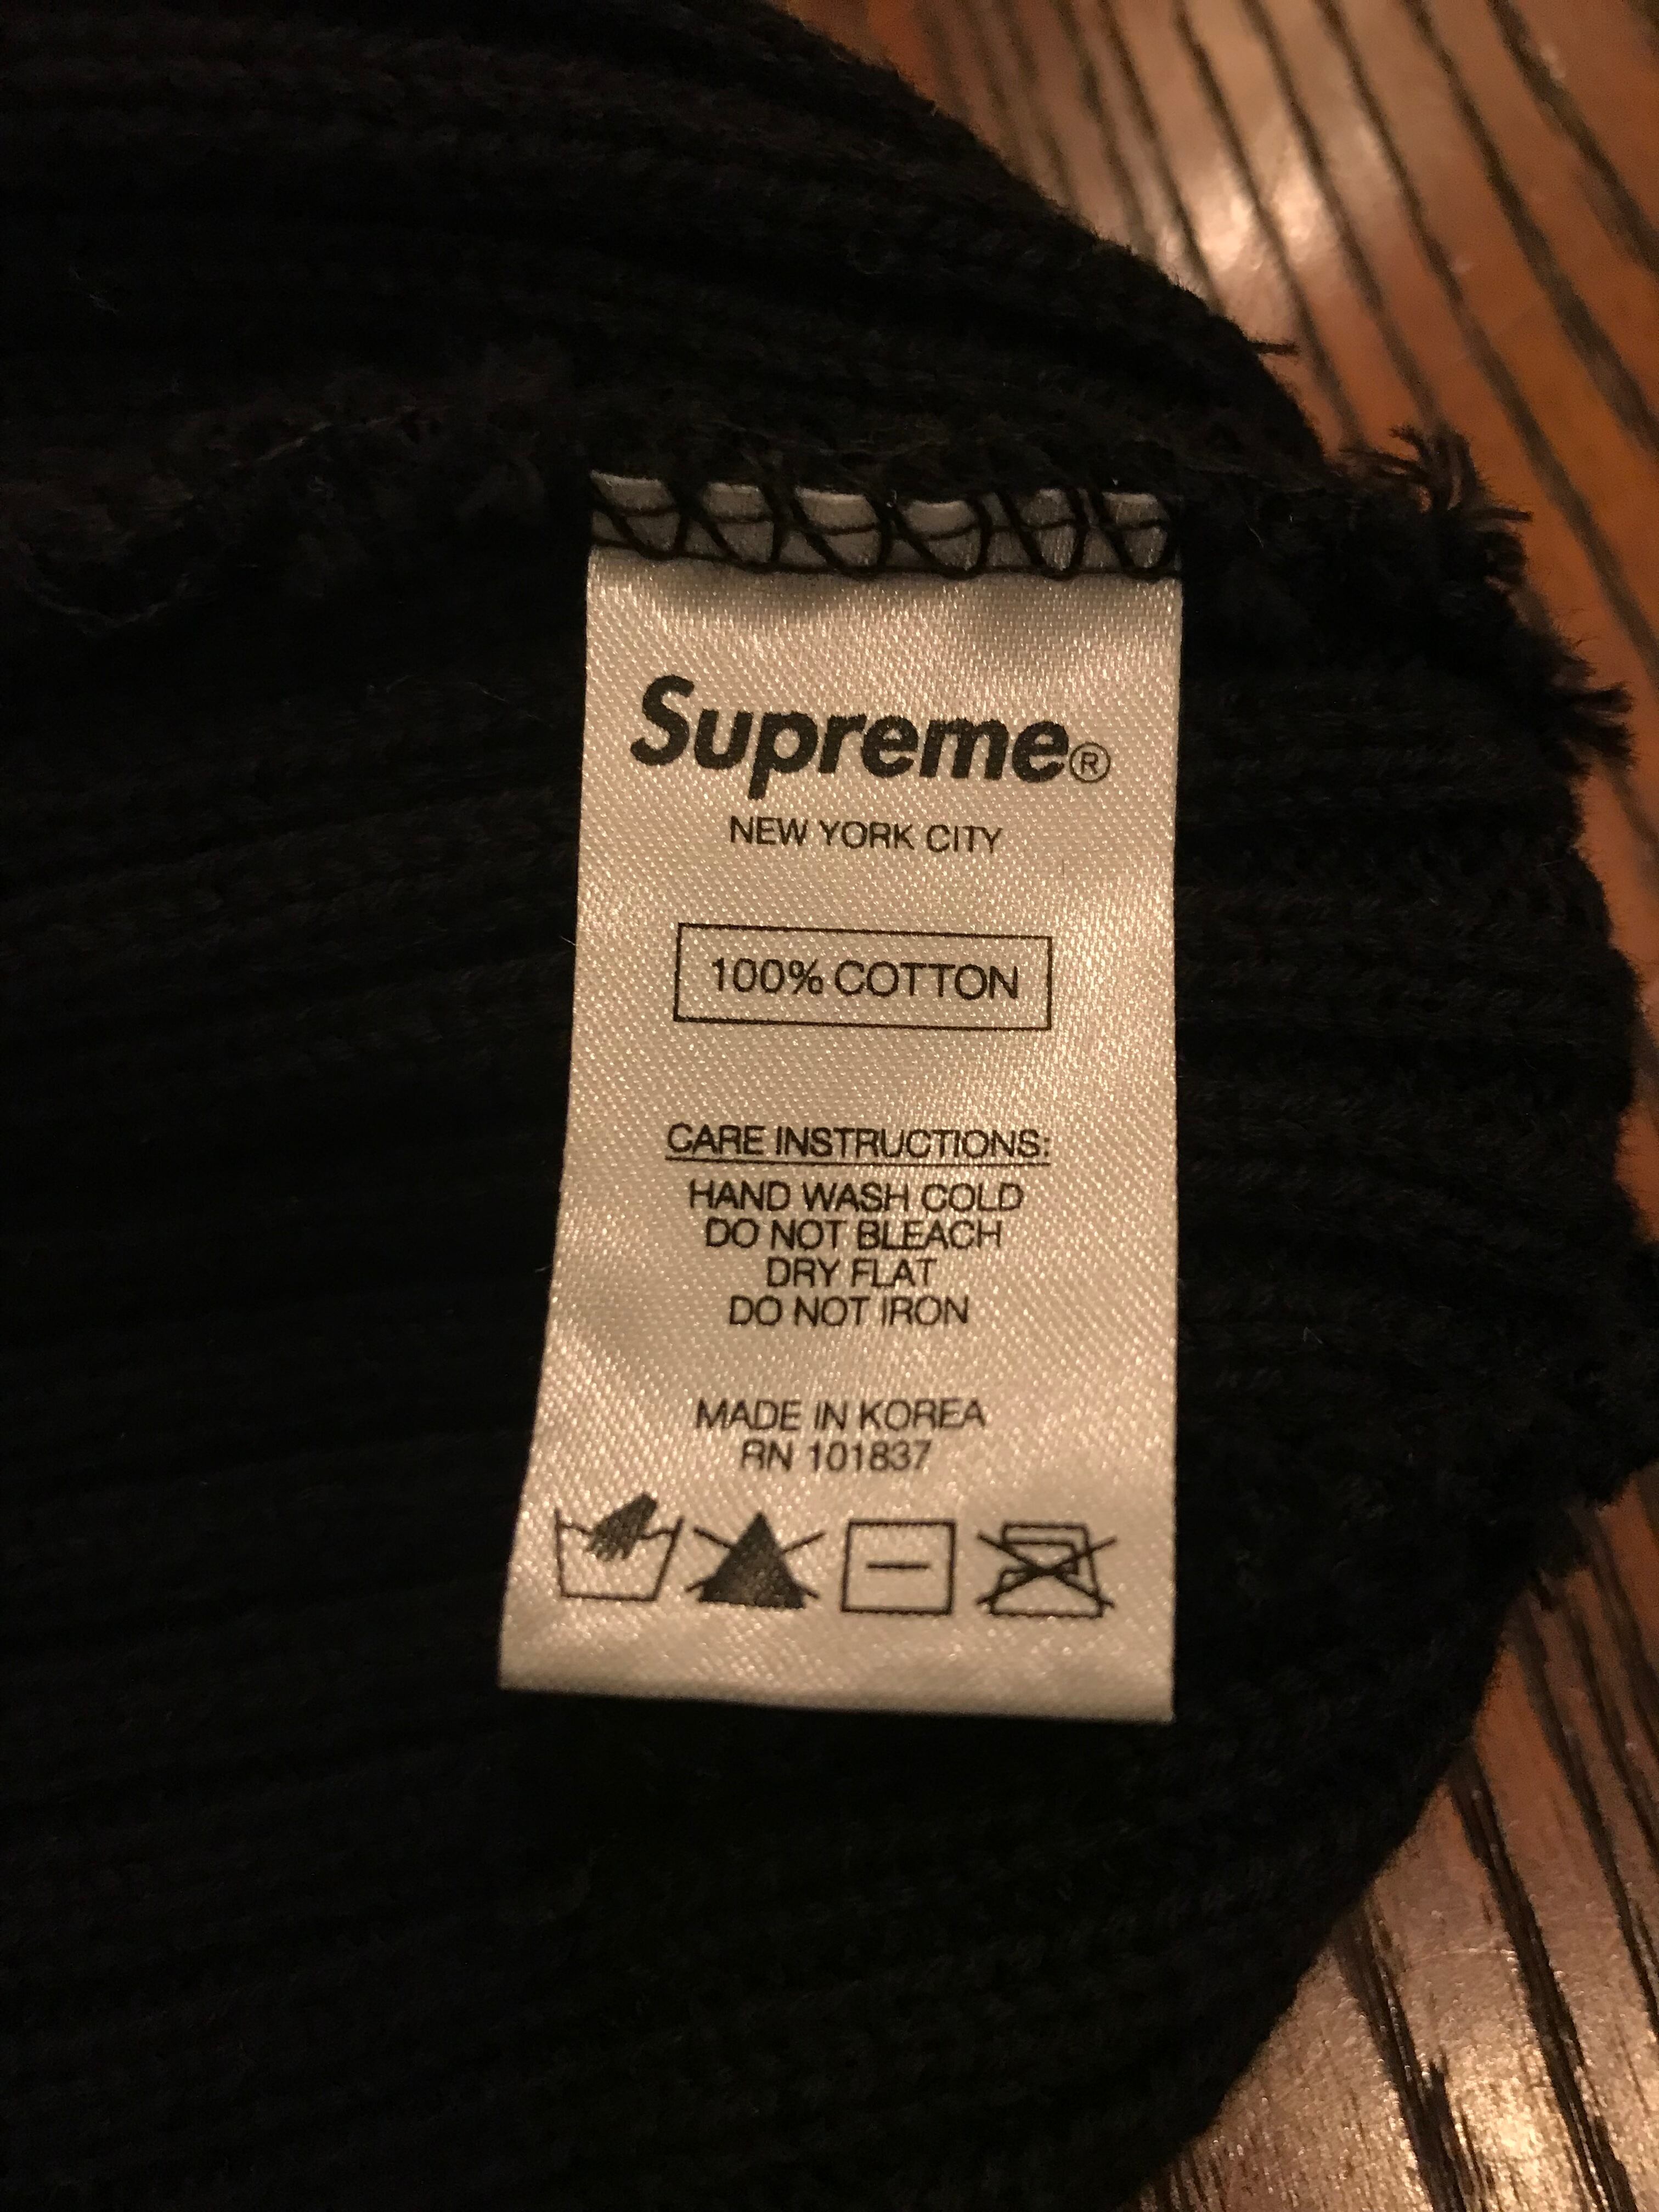 Supreme®
NEW YORK CITY
100% COTTON
CARE INSTRUCTIONS:
HAND WASH COLD
DO NOT BLEACH
DRY FLAT
DO NOT IRON
MADE IN KOREA
RN 101837